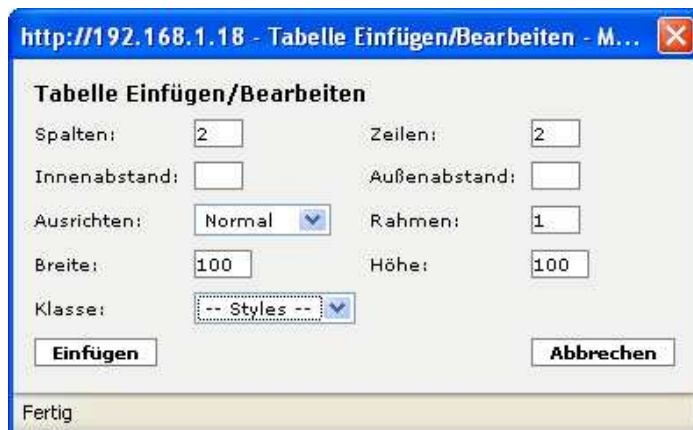 http://192.168.1.18 - Tabelle Einfügen/Bearbeiten - M...
Tabelle Einfügen/Bearbeiten
Spalten: 2 Zeilen: 2
Innenabstand: Außenabstand:
Ausrichten: Normal Rahmen: 1
Breite: 100 Höhe: 100
Klasse: -- Styles --
Einfügen Abbrechen
Fertig